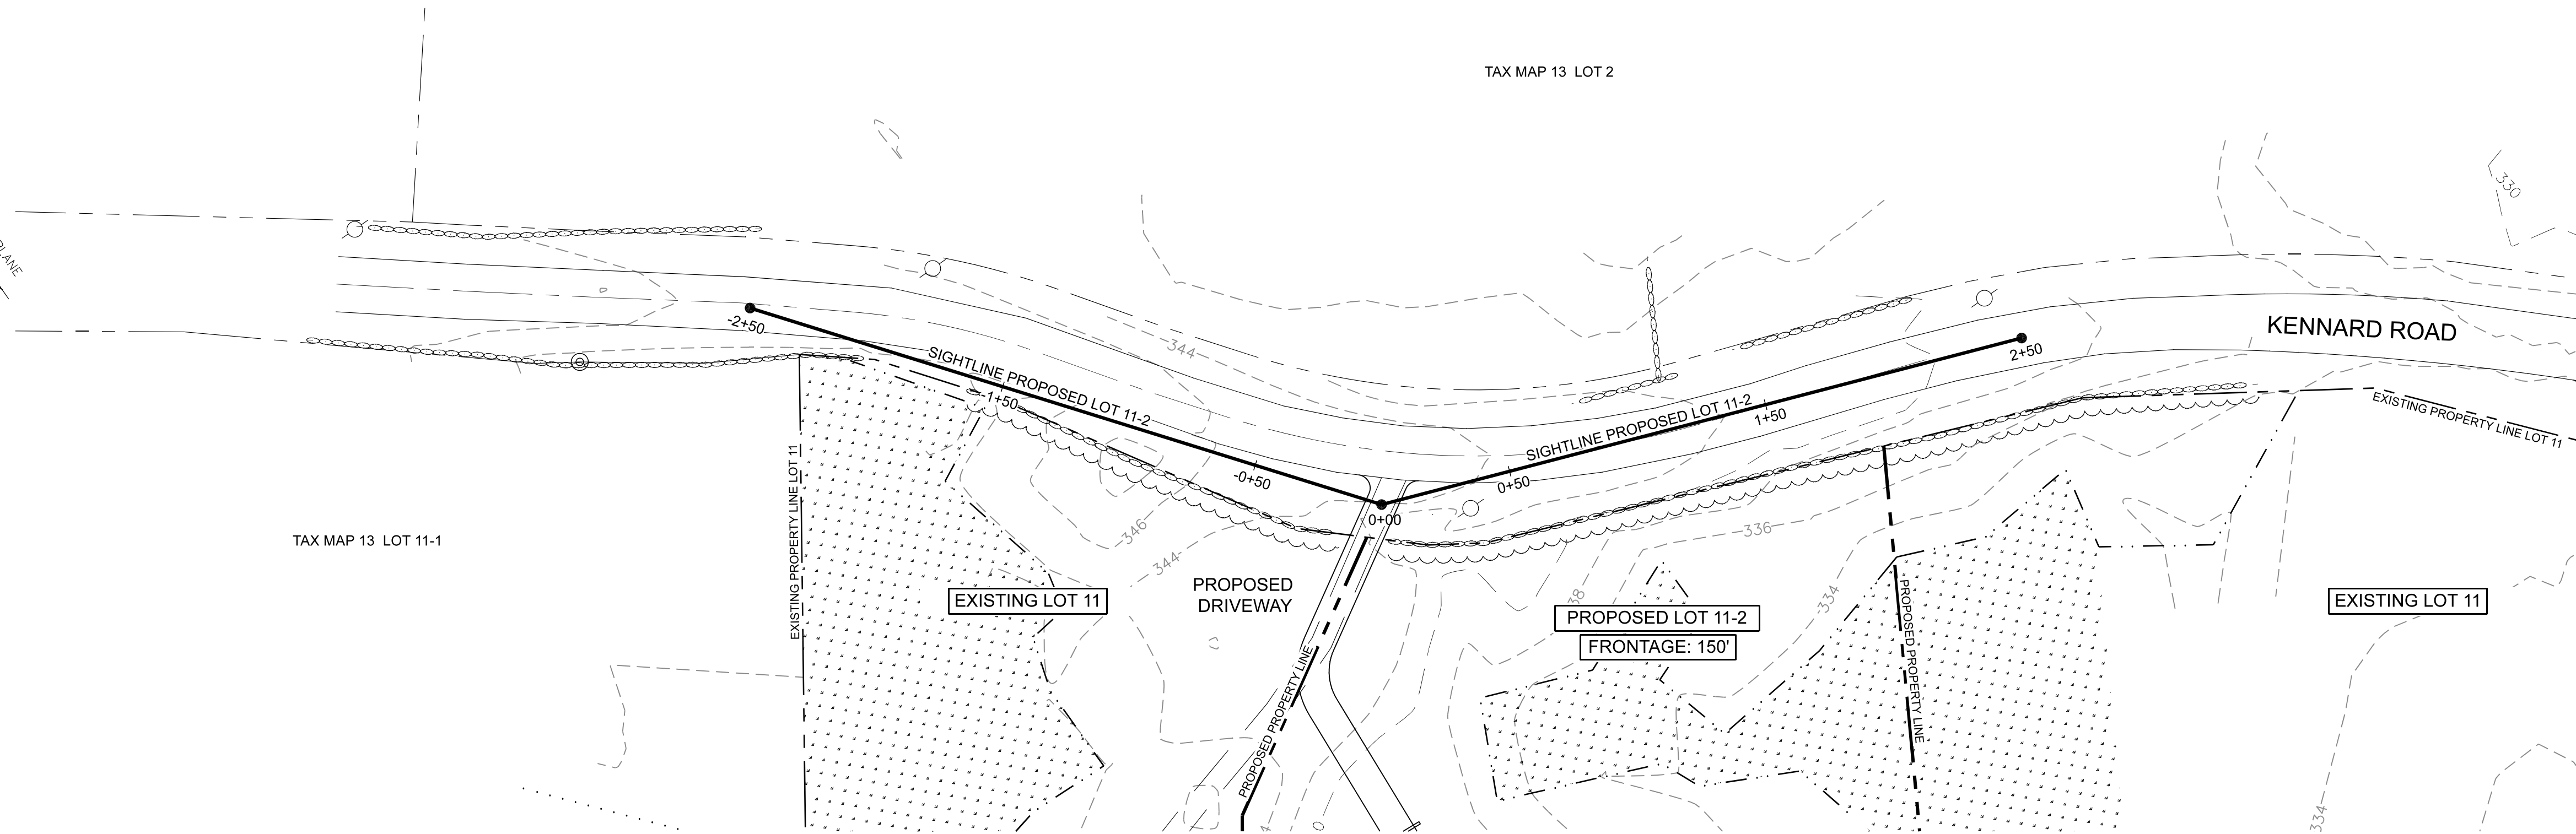 TAX MAP 13  LOT 2
330
PLANE
KENNARD ROAD
-2+50
SIGHTLINE PROPOSED LOT 11-2
-1+50
-0+50
0+00
344
SIGHTLINE PROPOSED LOT 11-2
0+50
1+50
2+50
EXISTING PROPERTY LINE LOT 11
EXISTING PROPERTY LINE LOT 11
TAX MAP 13  LOT 11-1
346
344
336
334
38
EXISTING LOT 11
PROPOSED
DRIVEWAY
PROPOSED LOT 11-2
FRONTAGE: 150'
EXISTING LOT 11
PROPOSED PROPERTY LINE
PROPOSED PROPERTY LINE
334